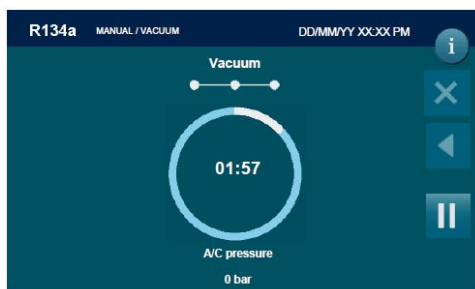 R134a MANUAL / VACUUM DD/MM/YY XX:XX PM
i
Vacuum
01:57
A/C pressure
0 bar